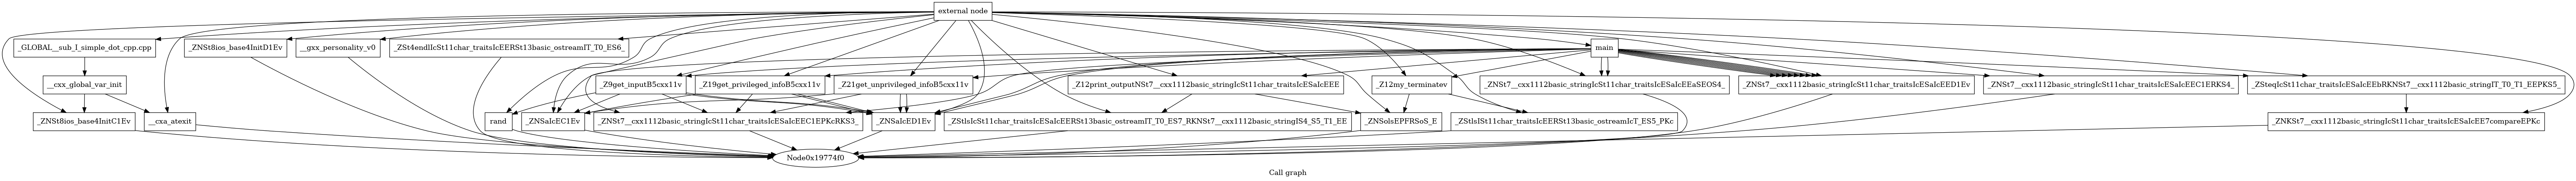 external node
_GLOBAL__sub_I_simple_dot_cpp.cpp
_ZNSt8ios_base4InitD1Ev
__gxx_personality_v0
_ZSt4endlIcSt11char_traitsIcEERSt13basic_ostreamIT_T0_ES6_
main
__cxx_global_var_init
_Z9get_inputB5cxx11v
_Z19get_privileged_infoB5cxx11v
_Z21get_unprivileged_infoB5cxx11v
_Z12print_outputNSt7__cxx1112basic_stringIcSt11char_traitsIcESaIcEEE
_Z12my_terminatev
_ZNSt7__cxx1112basic_stringIcSt11char_traitsIcESaIcEEaSEOS4_
_ZNSt7__cxx1112basic_stringIcSt11char_traitsIcESaIcEED1Ev
_ZNSt7__cxx1112basic_stringIcSt11char_traitsIcESaIcEEC1ERKS4_
_ZSteqIcSt11char_traitsIcESaIcEEbRKNSt7__cxx1112basic_stringIT_T0_T1_EEPKS5_
_ZNSt8ios_base4InitC1Ev
__cxa_atexit
rand
_ZNSaIcEC1Ev
_ZNSt7__cxx1112basic_stringIcSt11char_traitsIcESaIcEEC1EPKcRKS3_
_ZNSaIcED1Ev
_ZStlsIcSt11char_traitsIcESaIcEERSt13basic_ostreamIT_T0_ES7_RKNSt7__cxx1112basic_stringIS4_S5_T1_EE
_ZNSolsEPFRSoS_E
_ZStlsISt11char_traitsIcEERSt13basic_ostreamIcT_ES5_PKc
_ZNKSt7__cxx1112basic_stringIcSt11char_traitsIcESaIcEE7compareEPKc
Node0x19774f0
Call graph